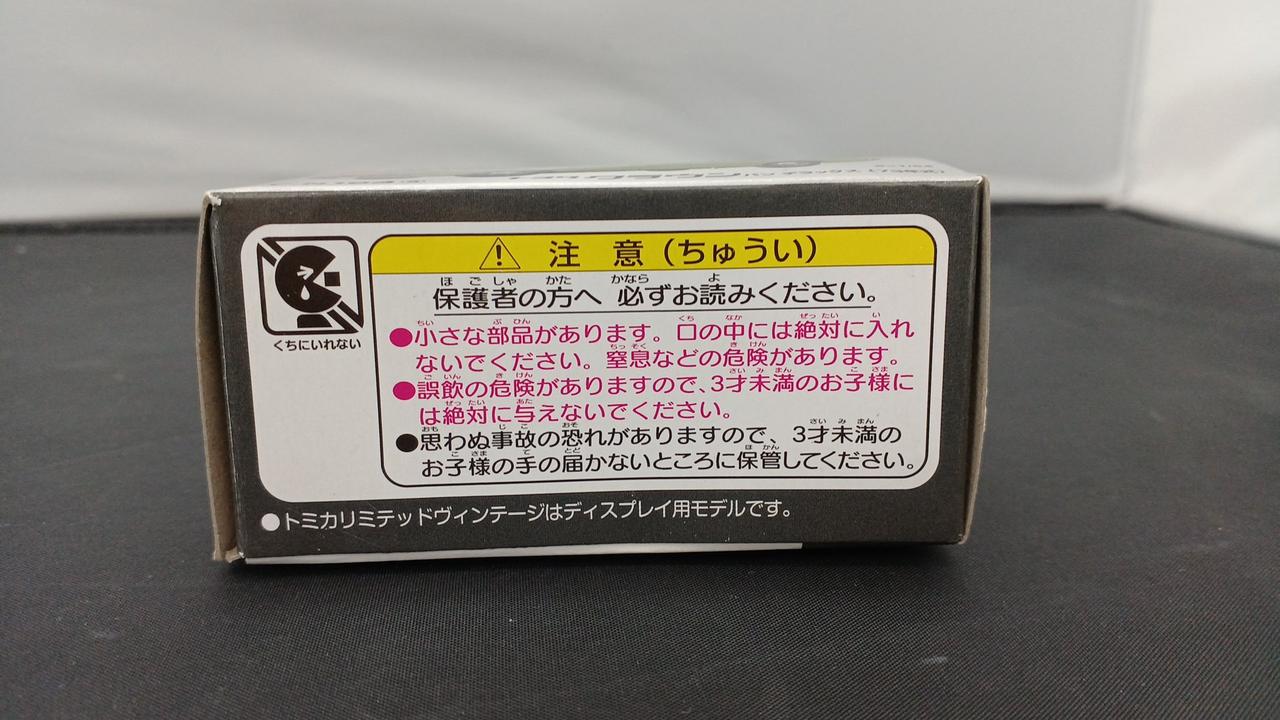 注 意(ちゅうい)
保護者の方へ 必ずお読みください。
くちにいれない
●小さな部品があります。口の中には絶対に入れ
ないでください。窒息などの危険があります。
●誤飲の危険がありますので、3才未満のお子様に
は絶対に与えないでください。
●思わぬ事故の恐れがありますので、3才未満の
お子様の手の届かないところに保管してください。
●トミカリミテッドヴィンテージはディスプレイ用モデルです。